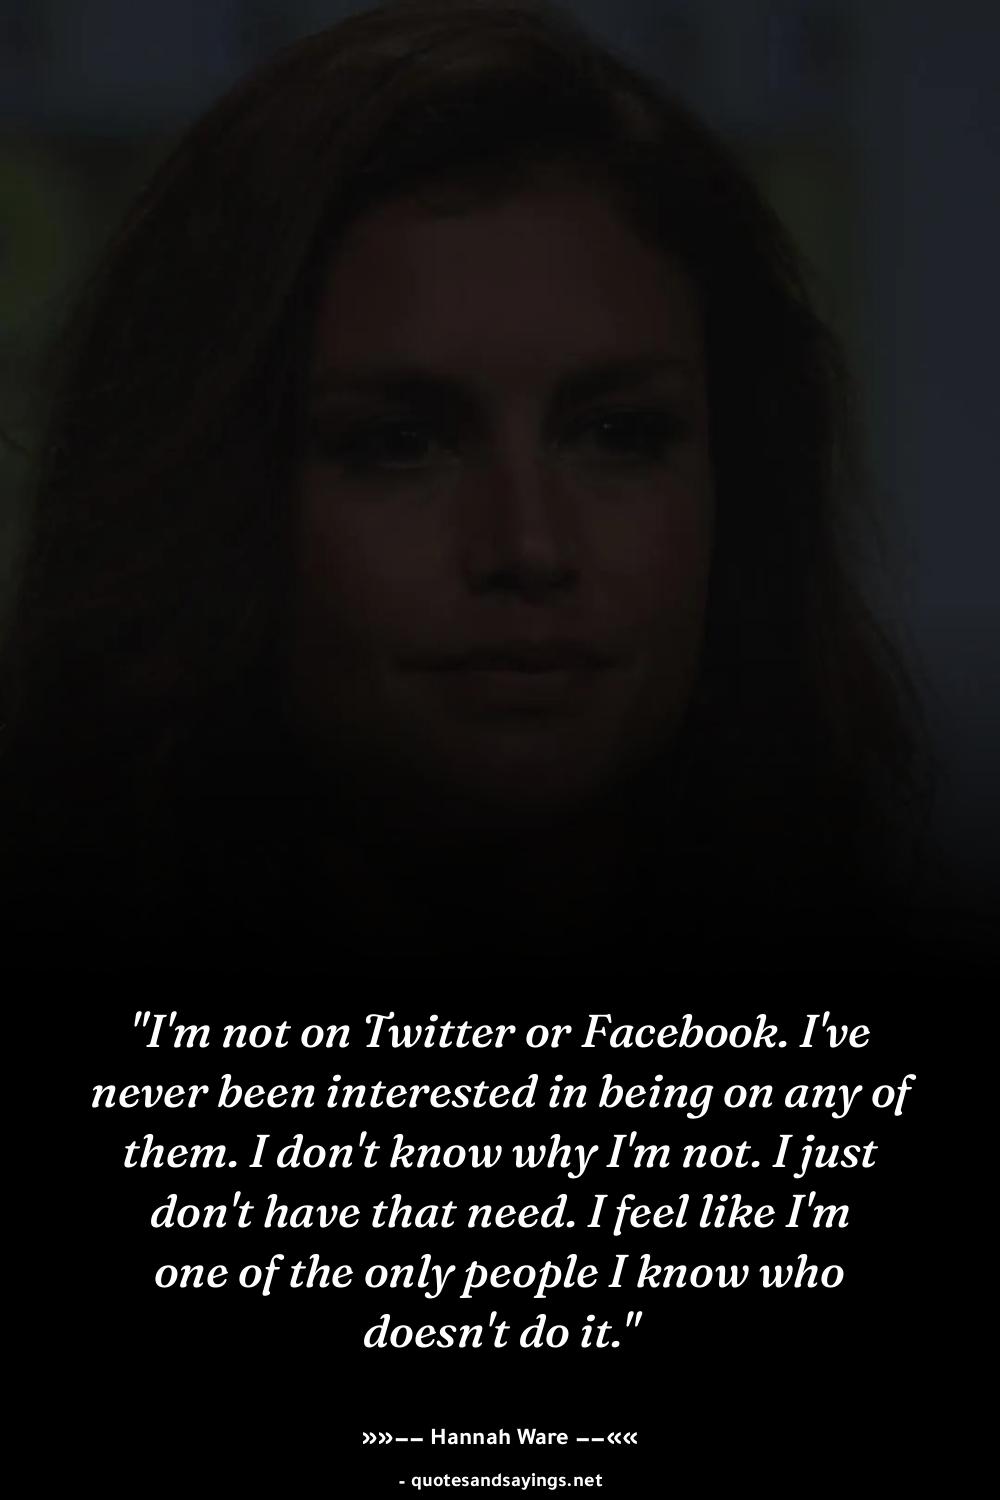 "I'm not on Twitter or Facebook. I've
never been interested in being on any of
them. I don't know why I'm not. I just
don't have that need. I feel like I'm
one of the only people I know who
doesn't do it."
»»−− Hannah Ware −−««
- quotesandsayings.net